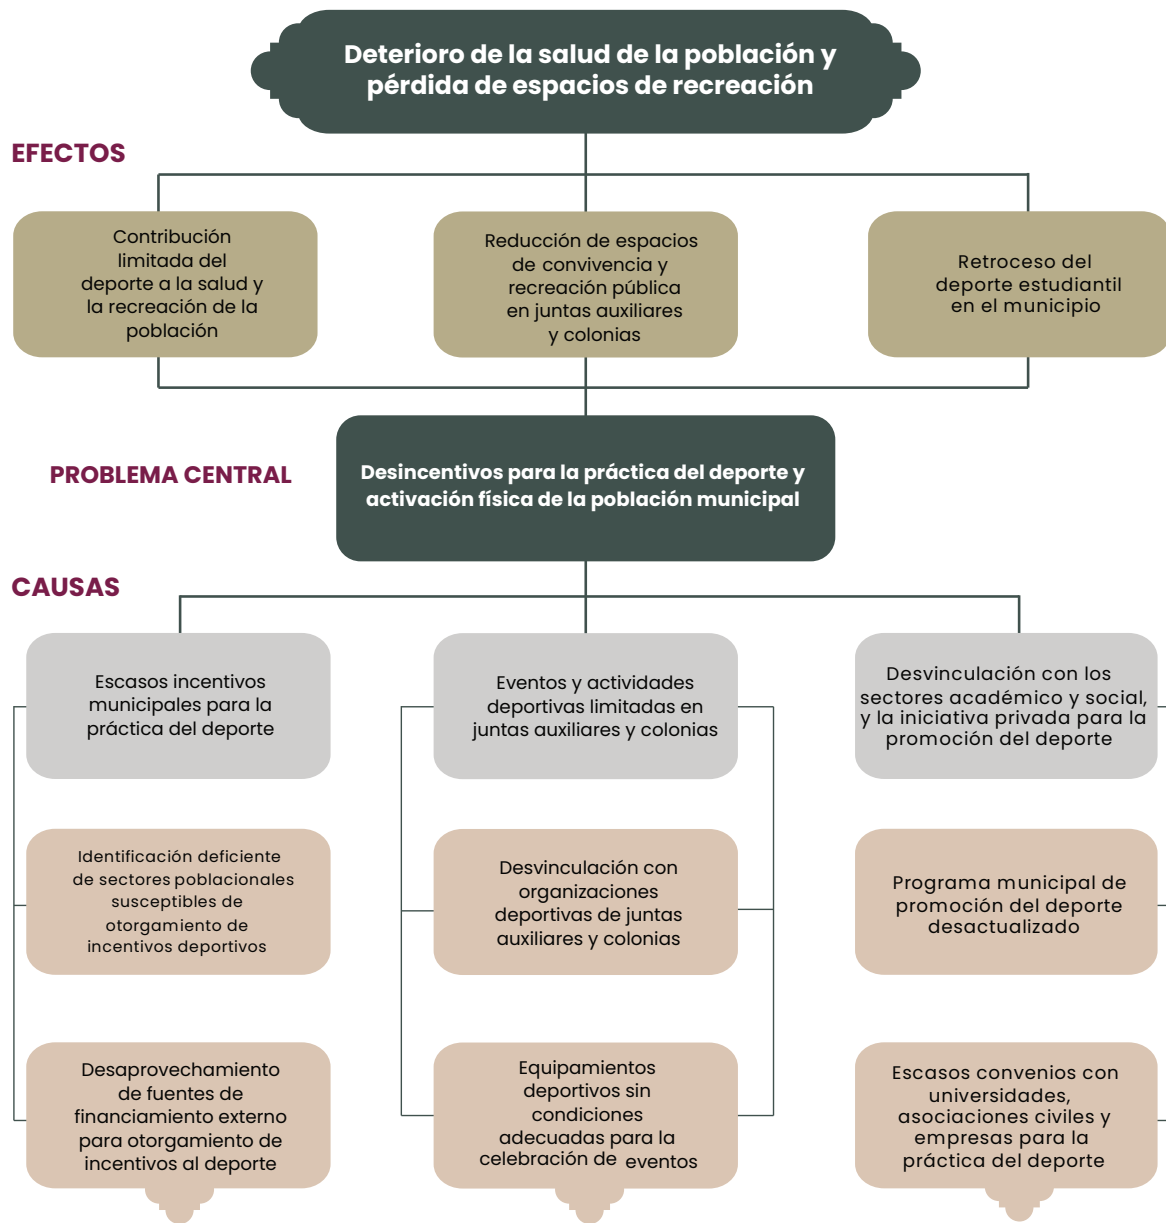 Deterioro de la salud de la población y
pérdida de espacios de recreación
EFECTOS
Contribución
limitada del
deporte a la salud y
la recreación de la
población
Reducción de espacios
de convivencia y
recreación pública
en juntas auxiliares
y colonias
Retroceso del
deporte estudiantil
en el municipio
PROBLEMA CENTRAL
Desincentivos para la práctica del deporte y
activación física de la población municipal
CAUSAS
Escasos incentivos
municipales para la
práctica del deporte
Eventos y actividades
deportivas limitadas en
juntas auxiliares y colonias
Desvinculación con los
sectores académico y social,
y la iniciativa privada para la
promoción del deporte
Identificación deficiente
de sectores poblacionales
susceptibles de
otorgamiento de
incentivos deportivos
Desvinculación con
organizaciones
deportivas de juntas
auxiliares y colonias
Programa municipal de
promoción del deporte
desactualizado
Desaprovechamiento
de fuentes de
financiamiento externo
para otorgamiento de
incentivos al deporte
Equipamientos
deportivos sin
condiciones
adecuadas para la
celebración de eventos
Escasos convenios con
universidades,
asociaciones civiles y
empresas para la
práctica del deporte